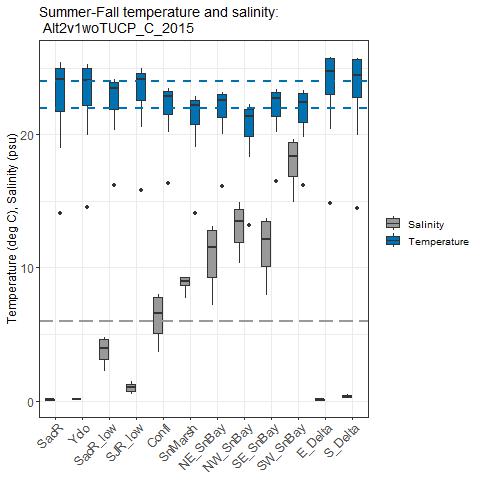 Summer-Fall temperature and salinity:
Alt2v1woTUCP_C_2015
Temperature (deg C), Salinity (psu)
20
10
0
SacR
Yolo
SacR_low
SJR_low
Confl
SnMarsh
NE_SnBay
NW_SnBay
SE_SnBay
SW_SnBay
E_Delta
S_Delta
Salinity
Temperature